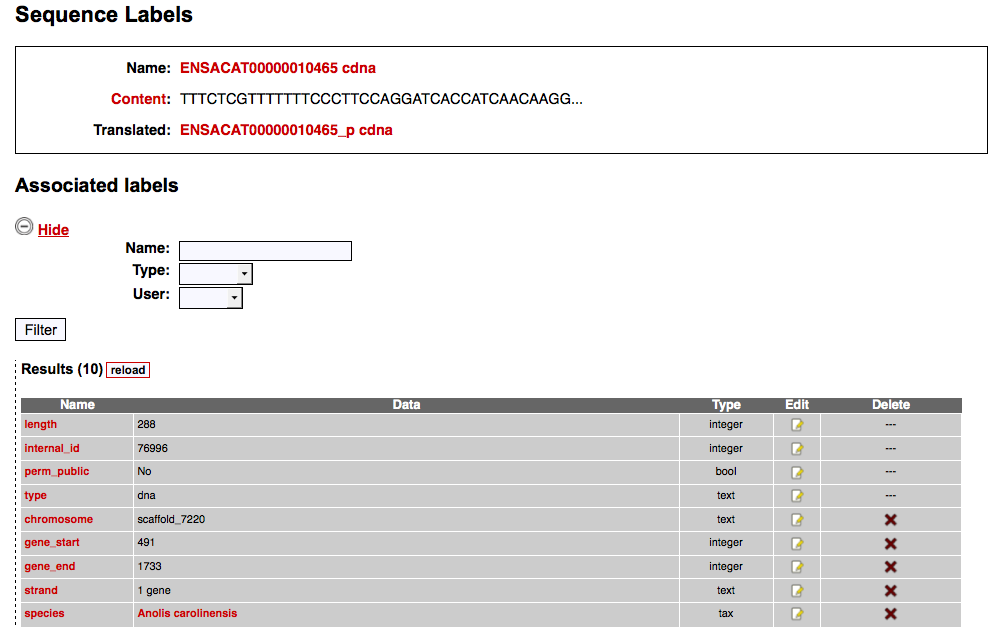 Sequence Labels
Name: ENSACAT00000010465 cdna
Content: TTTCTCGTTTTTTTCCCTTCCAGGATCACCATCAACAAGG...
Translated: ENSACAT00000010465_p cdna
Associated labels
Hide
Name:
Type:
User:
Filter
Results (10) reload
Name Data Type Edit Delete
length 288 integer ---
internal_id 76996 integer ---
perm_public No bool ---
type dna text ---
chromosome scaffold_7220 text
gene_start 491 integer
gene_end 1733 integer
strand 1 gene text
species Anolis carolinensis tax